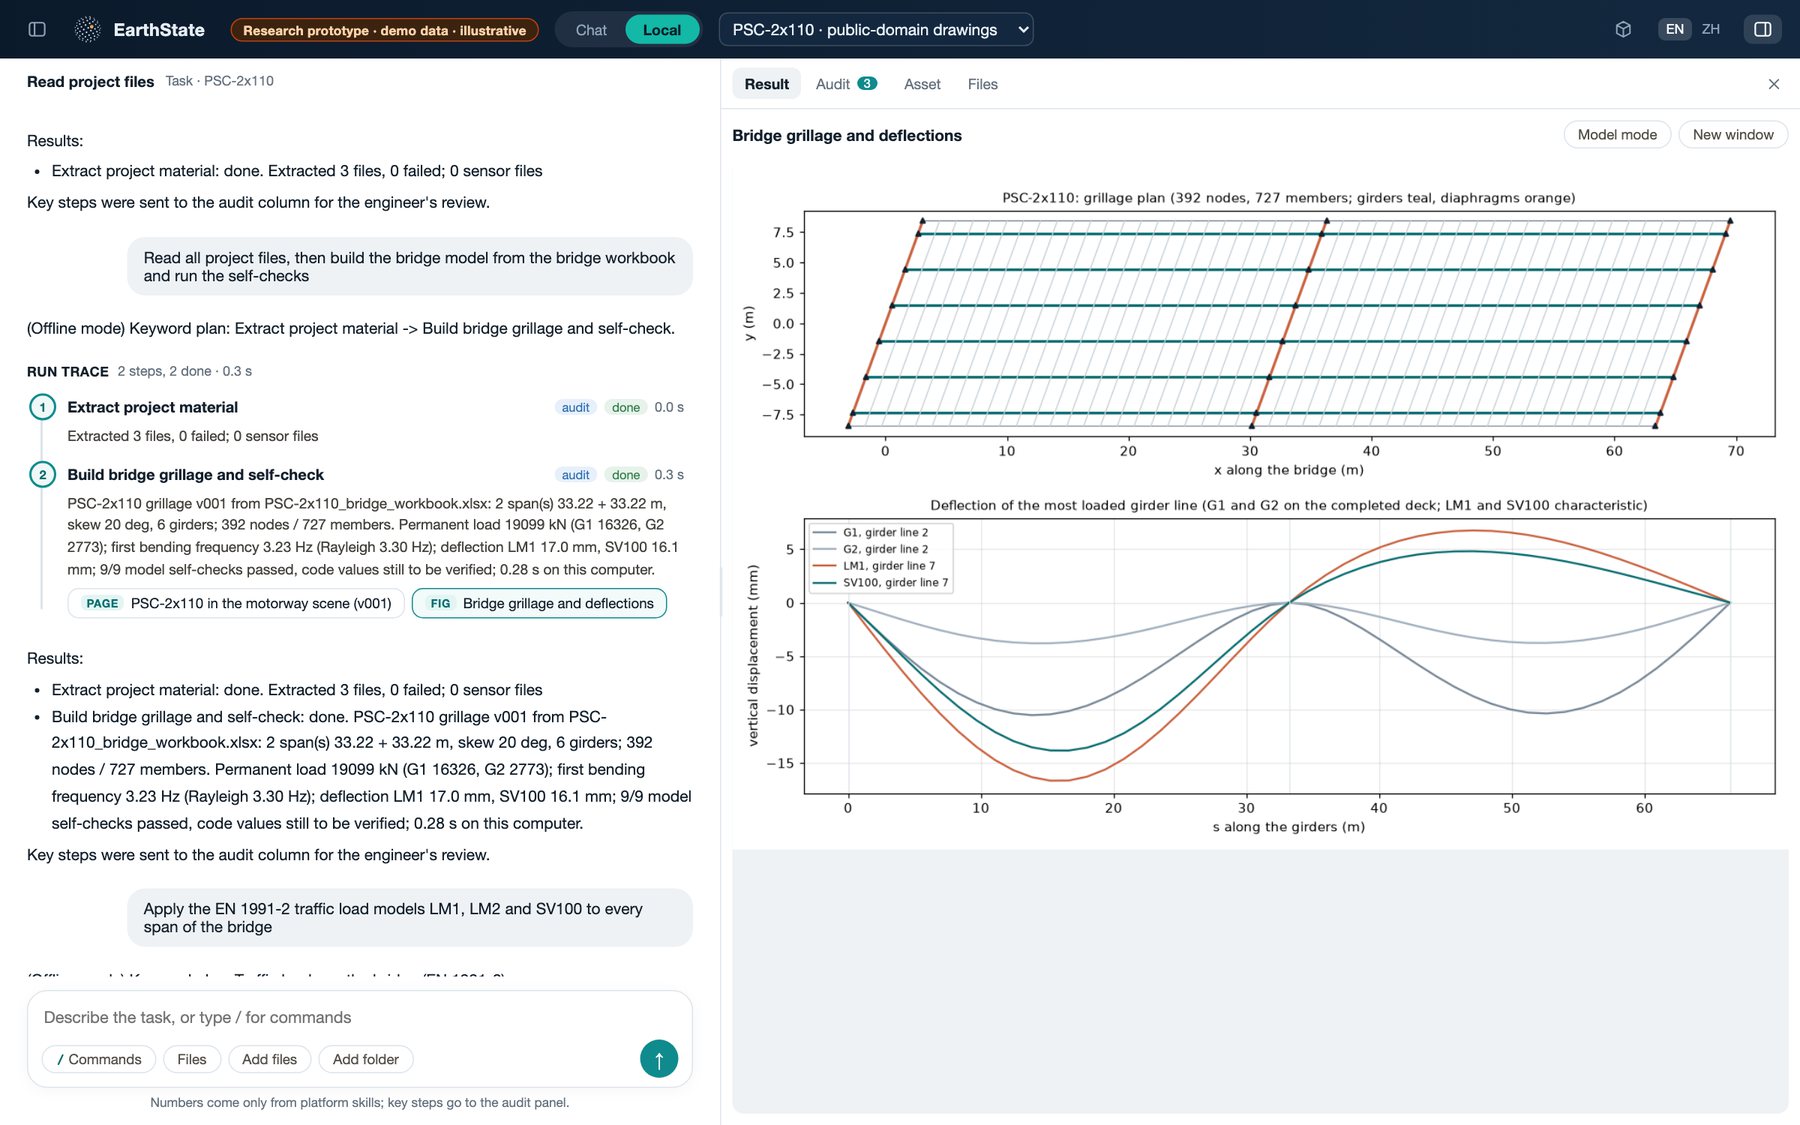 EarthState
Research prototype · demo data · illustrative
Chat
Local
PSC-2x110 · public-domain drawings
EN
ZH
Read project files
Task · PSC-2x110
Results:
• Extract project material: done. Extracted 3 files, 0 failed; 0 sensor files
Key steps were sent to the audit column for the engineer's review.
Read all project files, then build the bridge model from the bridge workbook
and run the self-checks
(Offline mode) Keyword plan: Extract project material -> Build bridge grillage and self-check.
RUN TRACE 2 steps, 2 done · 0.3 s
1 Extract project material audit done 0.0 s
Extracted 3 files, 0 failed; 0 sensor files
2 Build bridge grillage and self-check audit done 0.3 s
PSC-2x110 grillage v001 from PSC-2x110_bridge_workbook.xlsx: 2 span(s) 33.22 + 33.22 m,
skew 20 deg, 6 girders; 392 nodes / 727 members. Permanent load 19099 kN (G1 16326, G2
2773); first bending frequency 3.23 Hz (Rayleigh 3.30 Hz); deflection LM1 17.0 mm, SV100 16.1
mm; 9/9 model self-checks passed, code values still to be verified; 0.28 s on this computer.
PAGE PSC-2x110 in the motorway scene (v001)
FIG Bridge grillage and deflections
Results:
• Extract project material: done. Extracted 3 files, 0 failed; 0 sensor files
• Build bridge grillage and self-check: done. PSC-2x110 grillage v001 from PSC-
2x110_bridge_workbook.xlsx: 2 span(s) 33.22 + 33.22 m, skew 20 deg, 6 girders; 392
nodes / 727 members. Permanent load 19099 kN (G1 16326, G2 2773); first bending
frequency 3.23 Hz (Rayleigh 3.30 Hz); deflection LM1 17.0 mm, SV100 16.1 mm; 9/9 model
self-checks passed, code values still to be verified; 0.28 s on this computer.
Key steps were sent to the audit column for the engineer's review.
Apply the EN 1991-2 traffic load models LM1, LM2 and SV100 to every
span of the bridge
Describe the task, or type / for commands
/ Commands
Files
Add files
Add folder
↑
Numbers come only from platform skills; key steps go to the audit panel.
Result
Audit 3
Asset
Files
×
Bridge grillage and deflections
Model mode
New window
PSC-2x110: grillage plan (392 nodes, 727 members; girders teal, diaphragms orange)
y (m)
7.5
5.0
2.5
0.0
−2.5
−5.0
−7.5
0 10 20 30 40 50 60 70
x along the bridge (m)
Deflection of the most loaded girder line (G1 and G2 on the completed deck; LM1 and SV100 characteristic)
G1, girder line 2
G2, girder line 2
LM1, girder line 7
SV100, girder line 7
vertical displacement (mm)
5
0
−5
−10
−15
0 10 20 30 40 50 60
s along the girders (m)